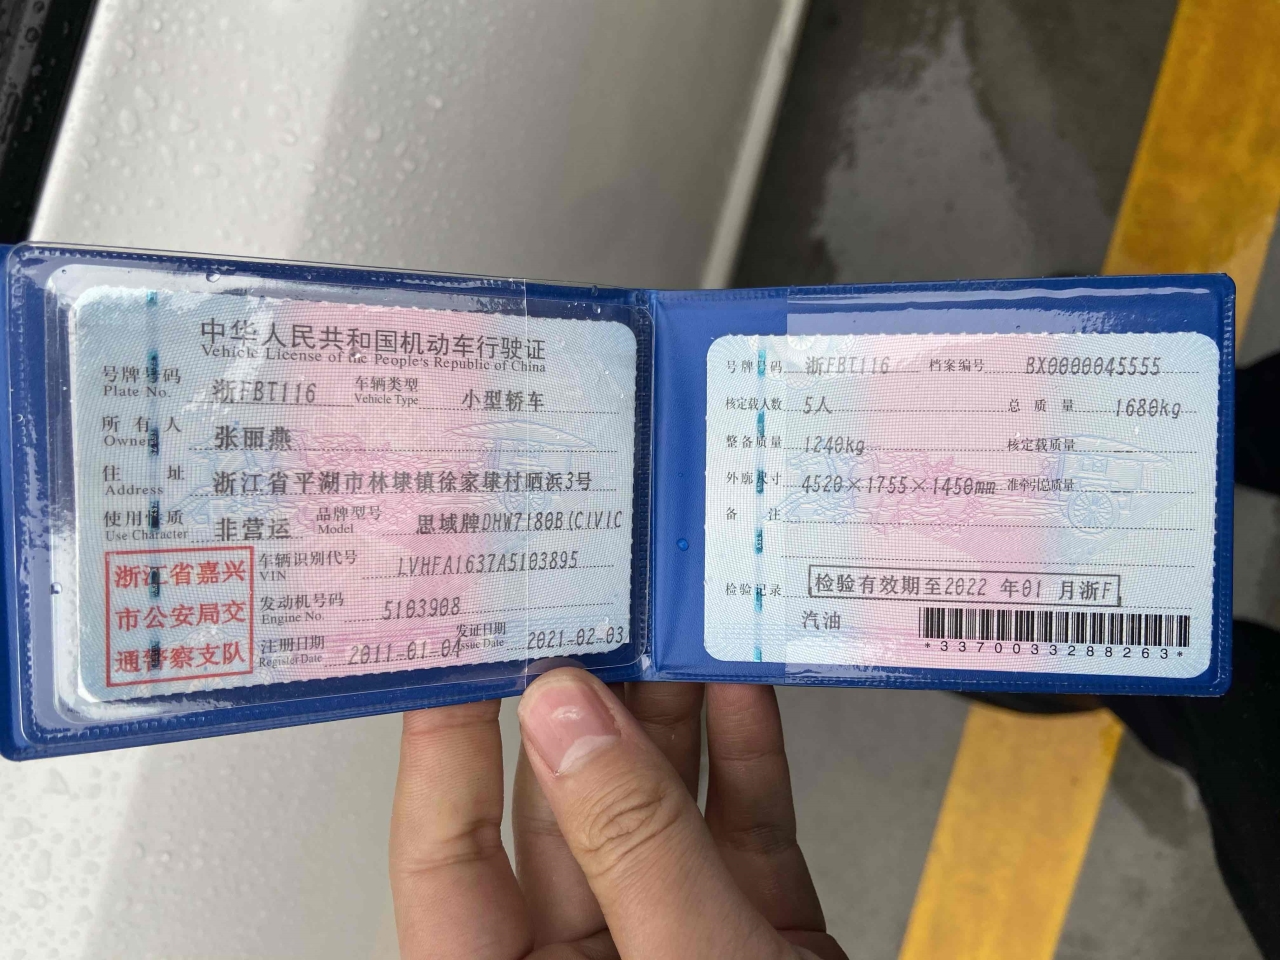 中华人民共和国机动车行驶证
Vehicle License of the People's Republic of China
号牌号码 浙FBT116 车辆类型 小型轿车
Plate No. Vehicle Type
所有人 张丽燕
Owner
住址 浙江省平湖市林埭镇徐家埭村晒浜3号
Address
使用性质 非营运 品牌型号 思域牌DHW7180B(CIVIC
Use Character Model
浙江省嘉兴
市公安局交
通警察支队
车辆识别代号 LVHFA1637A5103895
VIN
发动机号码 5103908
Engine No.
注册日期 2011-01-04 发证日期 2021-02-03
Register Date Issue Date
号牌号码 浙FBT116 档案编号 BX0000045555
核定载人数 5人 总质量 1680kg
整备质量 1240kg 核定载质量
外廓尺寸 4520×1755×1450mm 准牵引总质量
备注
检验记录 检验有效期至2022 年01 月浙F
汽油
*3370033288263*